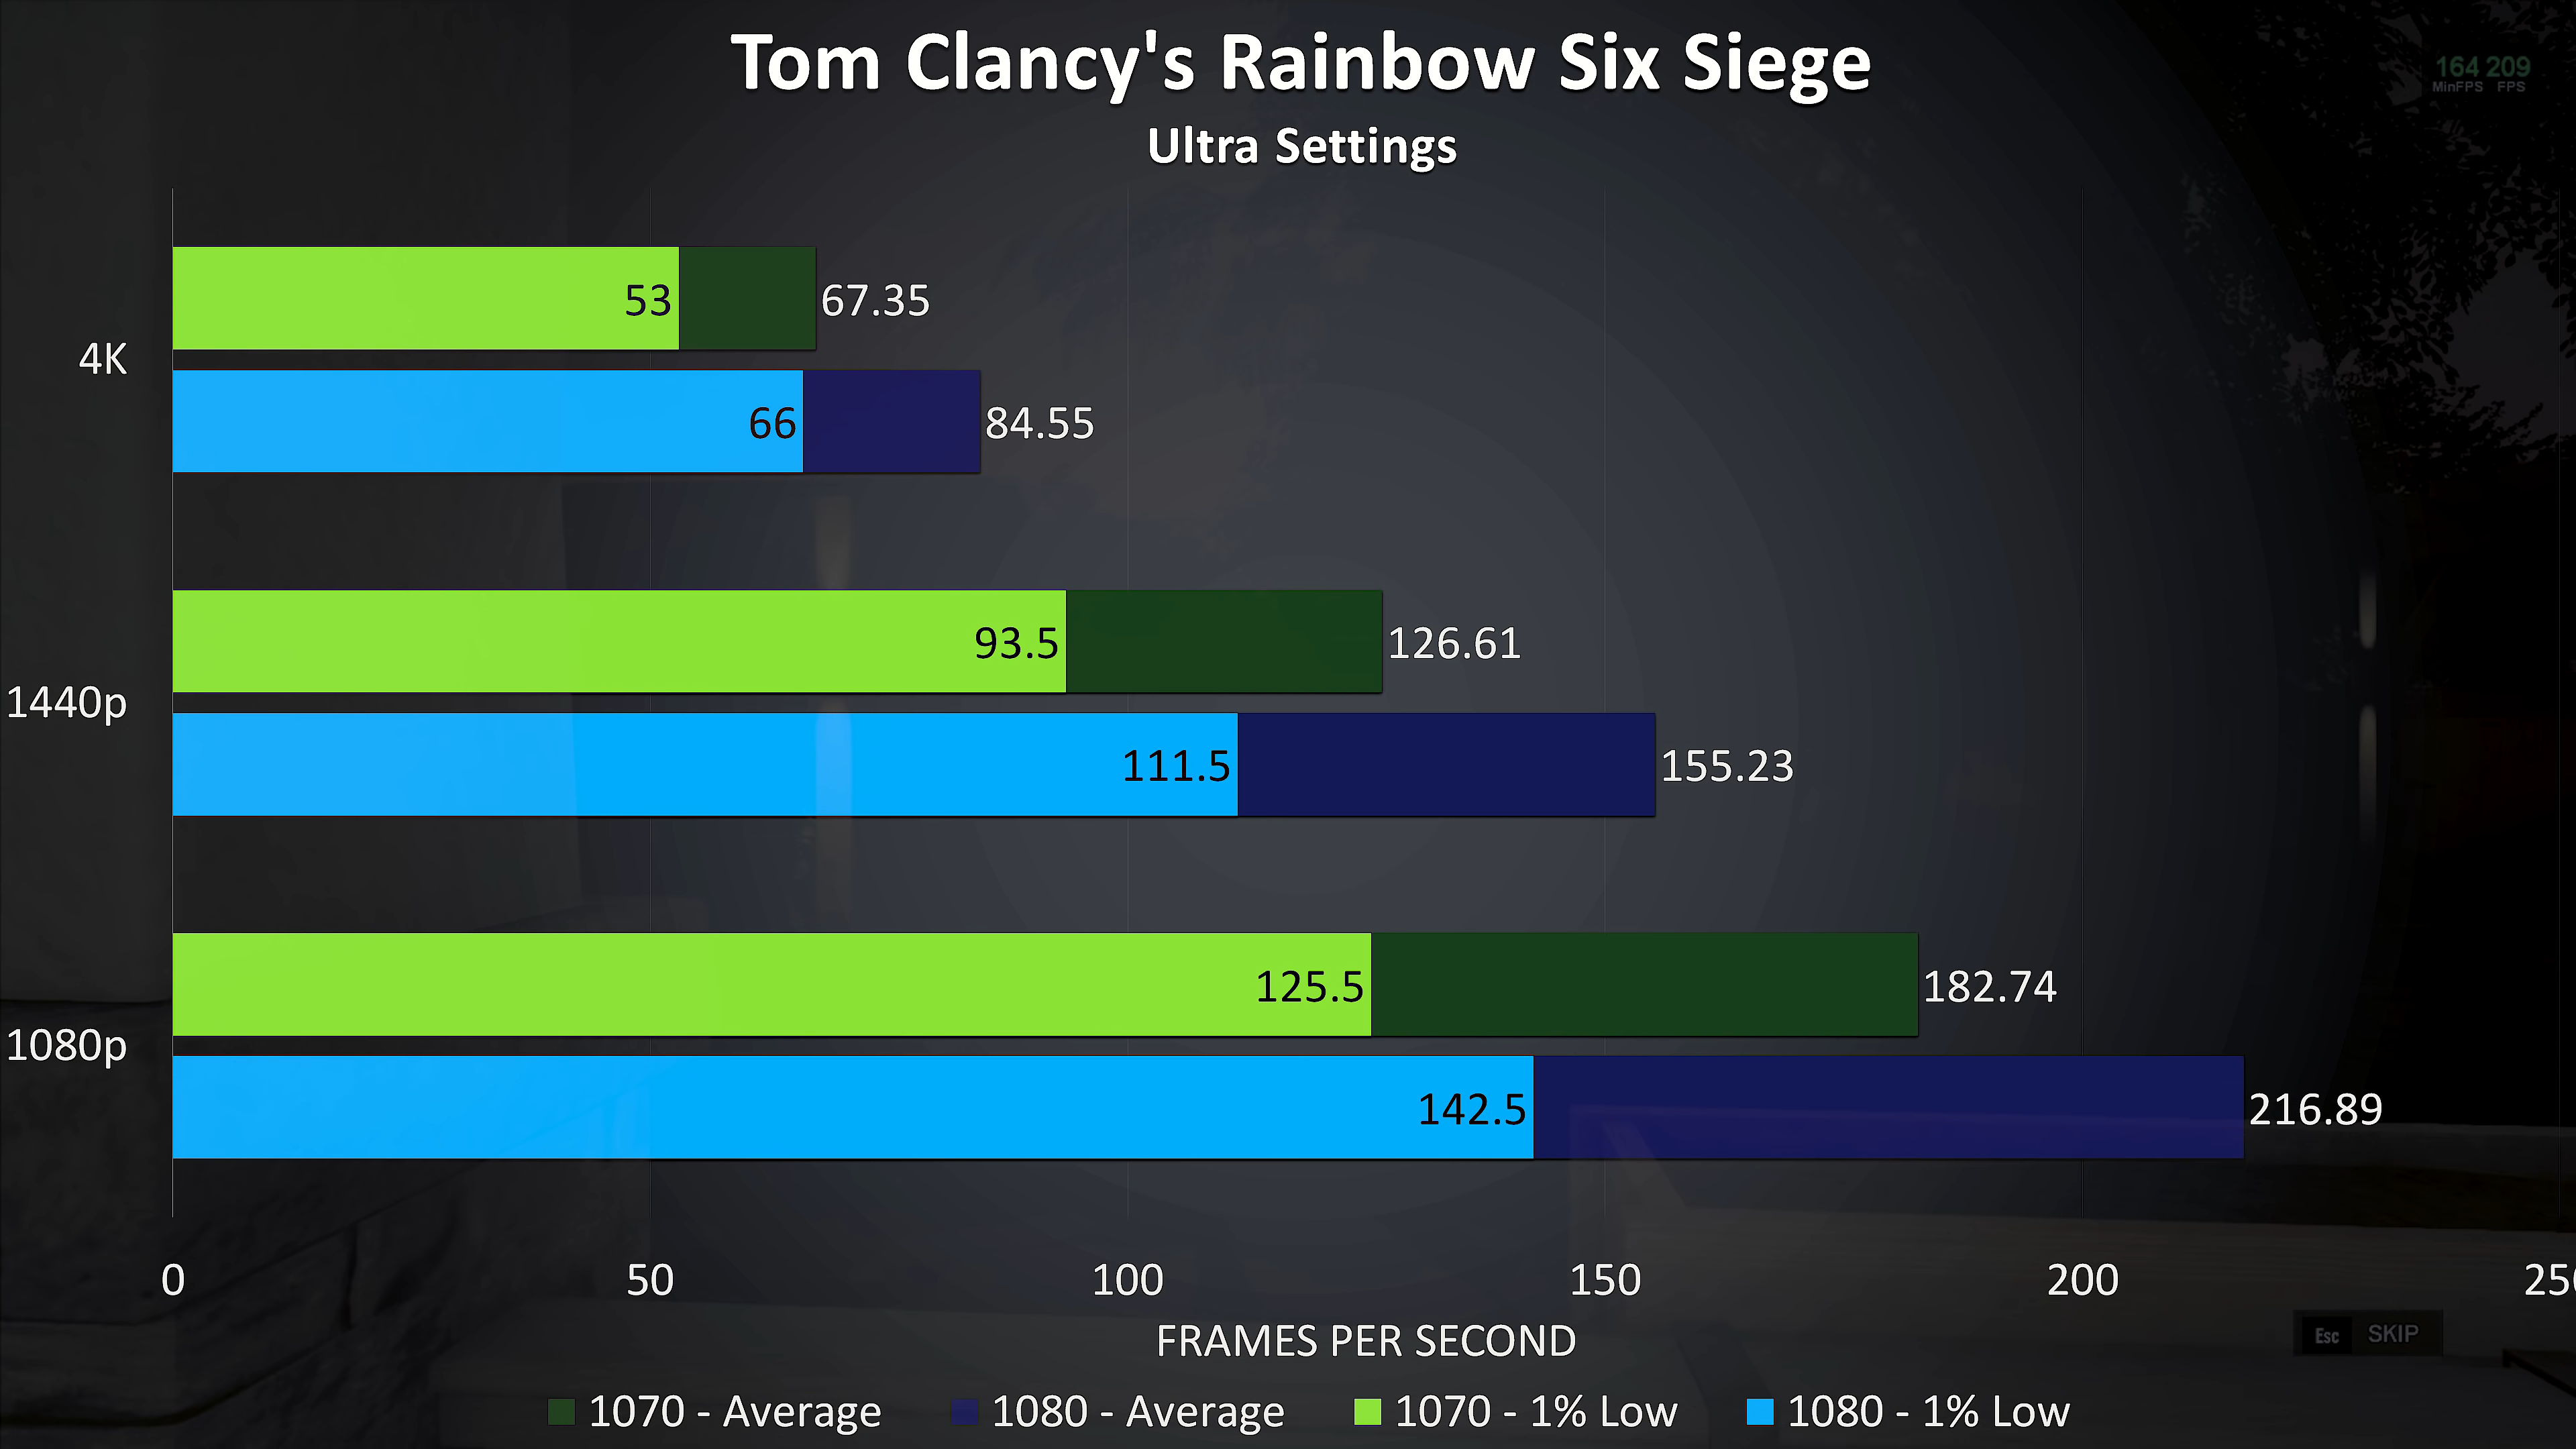 Tom Clancy's Rainbow Six Siege
Ultra Settings
164 209
MinFPS FPS
53 67.35
4K
66 84.55
93.5 126.61
1440p
111.5 155.23
125.5 182.74
1080p
142.5 216.89
0 50 100 150 200 25
FRAMES PER SECOND
Esc SKIP
1070 - Average 1080 - Average 1070 - 1% Low 1080 - 1% Low